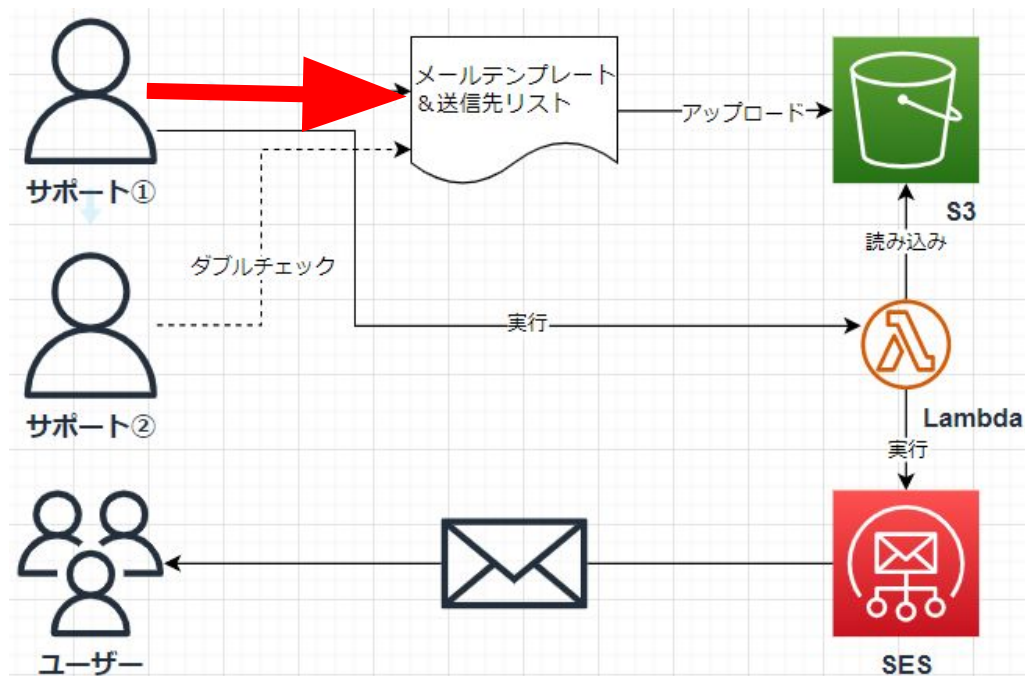 メールテンプレート
&送信先リスト
アップロード
サポート①
S3
読み込み
ダブルチェック
実行
サポート②
Lambda
実行
ユーザー
SES